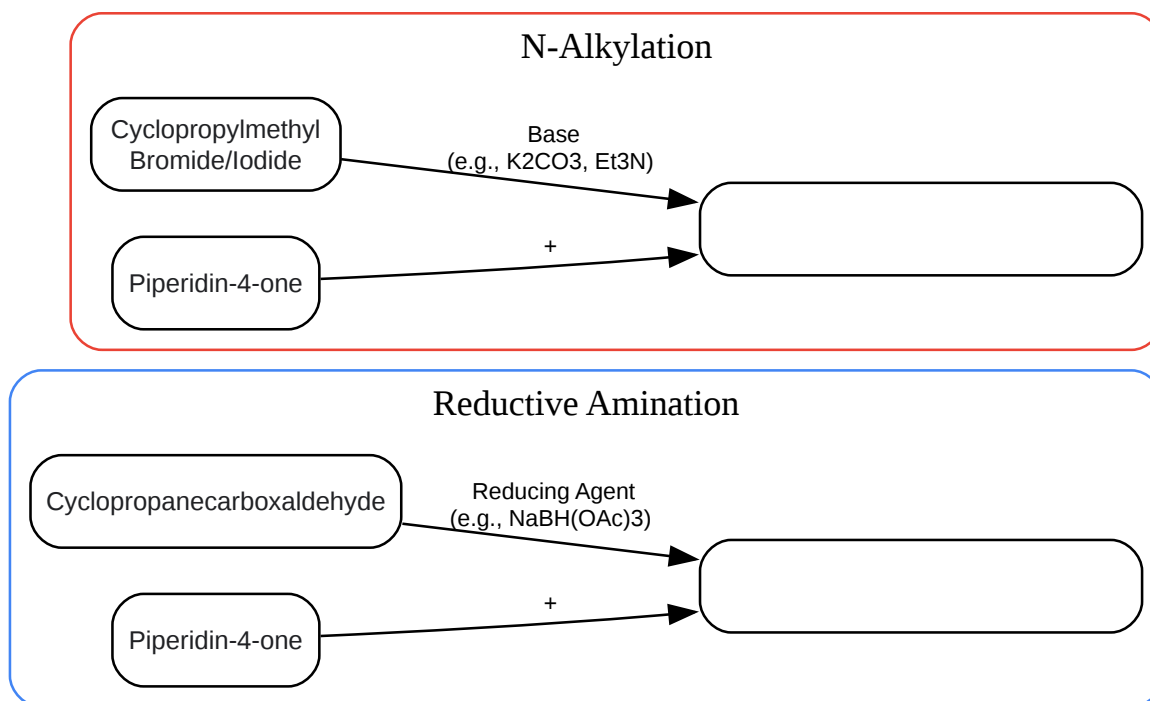 N-Alkylation
Cyclopropylmethyl
Bromide/Iodide
Base
(e.g., K2CO3, Et3N)
+
Piperidin-4-one
Reductive Amination
Cyclopropanecarboxaldehyde
Reducing Agent
(e.g., NaBH(OAc)3)
+
Piperidin-4-one